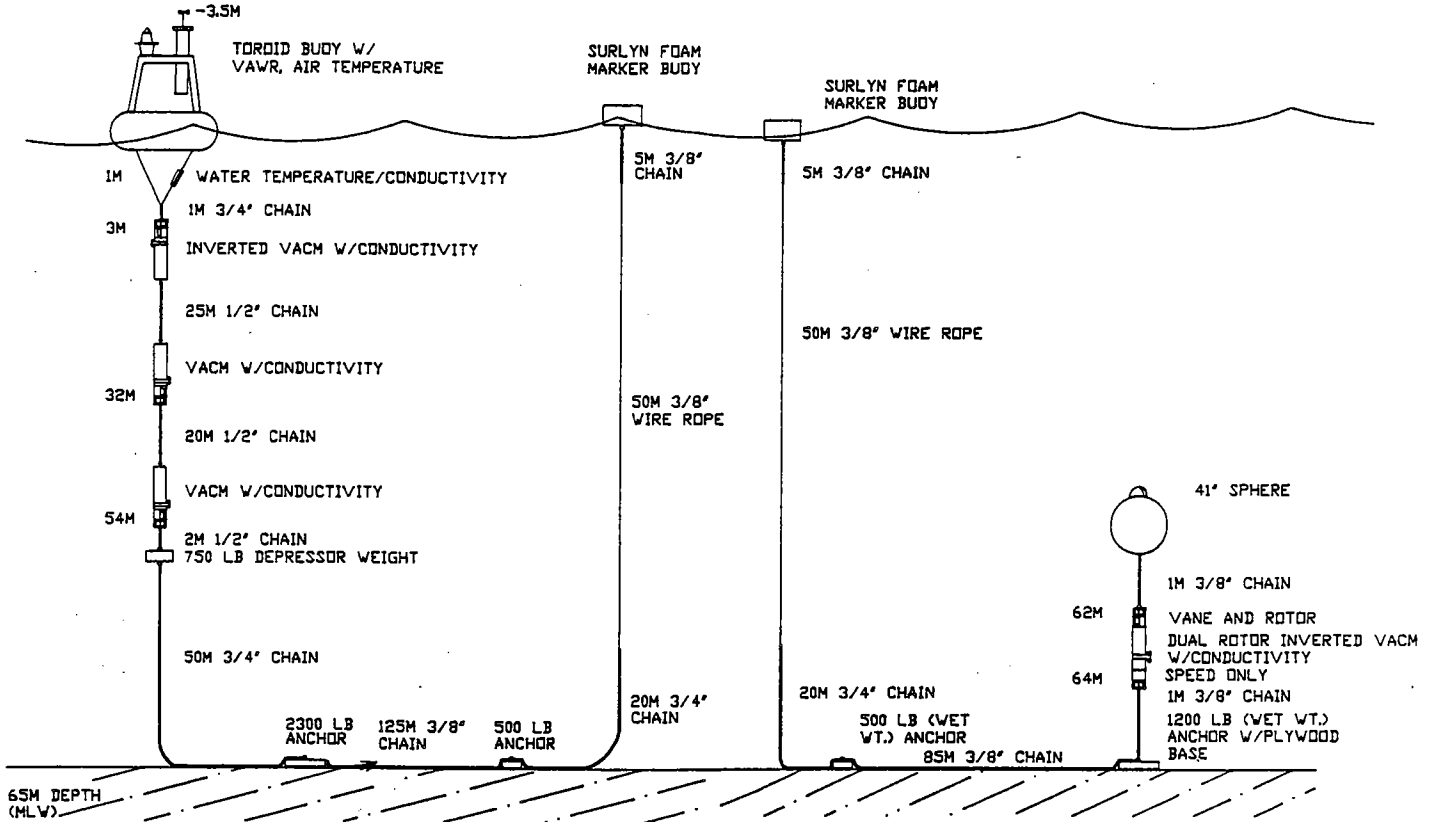 -3.5M
TOROID BUOY W/
VAWR, AIR TEMPERATURE
SURLYN FOAM
MARKER BUOY
SURLYN FOAM
MARKER BUOY
1M
WATER TEMPERATURE/CONDUCTIVITY
1M 3/4" CHAIN
3M
INVERTED VACM W/CONDUCTIVITY
25M 1/2" CHAIN
VACM W/CONDUCTIVITY
32M
20M 1/2" CHAIN
VACM W/CONDUCTIVITY
54M
2M 1/2" CHAIN
750 LB DEPRESSOR WEIGHT
50M 3/4" CHAIN
2300 LB
ANCHOR
125M 3/8"
CHAIN
500 LB
ANCHOR
5M 3/8"
CHAIN
50M 3/8"
WIRE ROPE
20M 3/4"
CHAIN
5M 3/8" CHAIN
50M 3/8" WIRE ROPE
20M 3/4" CHAIN
500 LB (WET
WT.) ANCHOR
85M 3/8" CHAIN
41" SPHERE
1M 3/8" CHAIN
62M
VANE AND ROTOR
DUAL ROTOR INVERTED VACM
W/CONDUCTIVITY
64M
SPEED ONLY
1M 3/8" CHAIN
1200 LB (WET WT.)
ANCHOR W/PLYWOOD
BASE
65M DEPTH
(MLW)